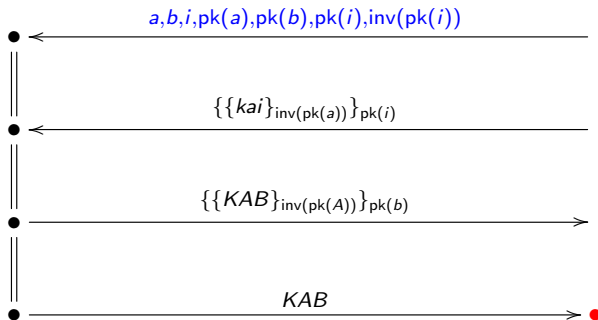 a,b,i,pk(a),pk(b),pk(i),inv(pk(i))
{{kai}inv(pk(a))}pk(i)
{{KAB}inv(pk(A))}pk(b)
KAB